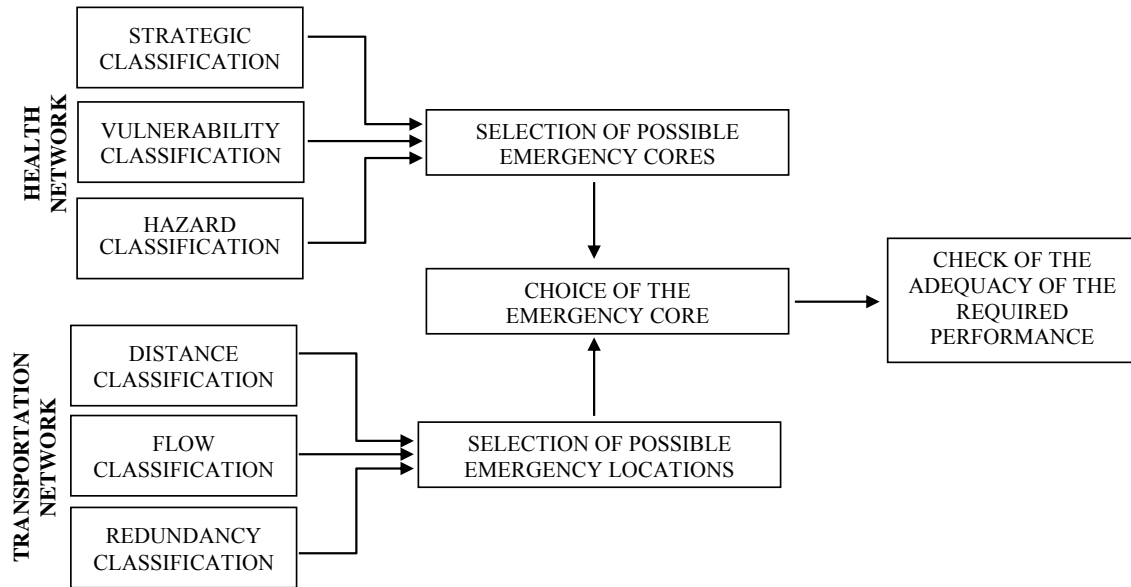 HEALTH
NETWORK
STRATEGIC
CLASSIFICATION
VULNERABILITY
CLASSIFICATION
HAZARD
CLASSIFICATION
SELECTION OF POSSIBLE
EMERGENCY CORES
CHOICE OF THE
EMERGENCY CORE
CHECK OF THE
ADEQUACY OF THE
REQUIRED
PERFORMANCE
TRANSPORTATION
NETWORK
DISTANCE
CLASSIFICATION
FLOW
CLASSIFICATION
REDUNDANCY
CLASSIFICATION
SELECTION OF POSSIBLE
EMERGENCY LOCATIONS